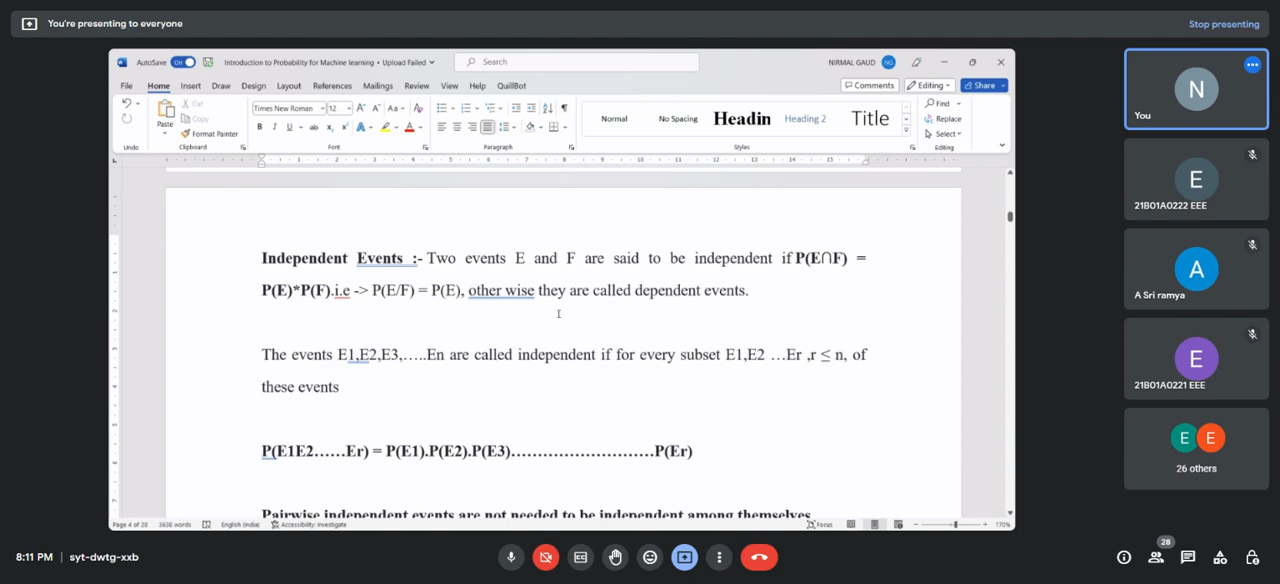 You're presenting to everyone
Stop presenting
AutoSave On Introduction to Probability for Machine learning • Upload Failed
Search
NIRMAL GAUD NG
File Home Insert Draw Design Layout References Mailings Review View Help QuillBot
Comments Editing Share
Undo
Paste
Cut
Copy
Format Painter
Clipboard
Times New Roman 12
Font
Paragraph
Normal No Spacing Headin Heading 2 Title
Styles
Find
Replace
Select
Editing
Independent Events :- Two events E and F are said to be independent if P(E∩F) =
P(E)*P(F).i.e -> P(E/F) = P(E), other wise they are called dependent events.
The events E1,E2,E3,…..En are called independent if for every subset E1,E2 …Er ,r ≤ n, of
these events
P(E1E2……Er) = P(E1).P(E2).P(E3)………………………P(Er)
Pairwise independent events are not needed to be independent among themselves
Page 4 of 28 3638 words English (India) Accessibility: Investigate
Focus 170%
N
You
E
21B01A0222 EEE
A
A Sri ramya
E
21B01A0221 EEE
E E
26 others
8:11 PM | syt-dwtg-xxb
28